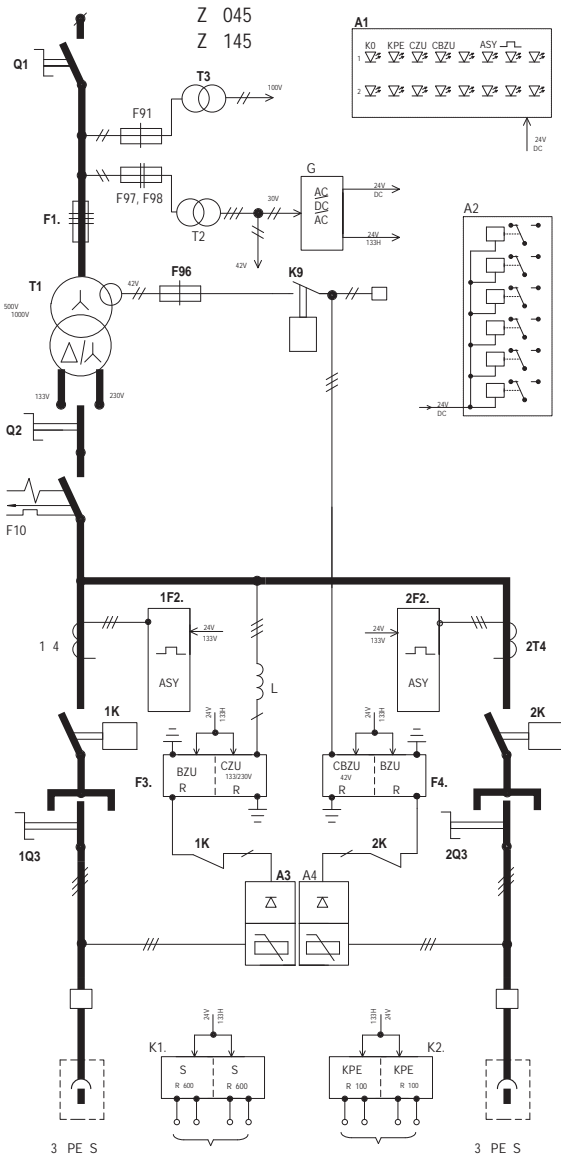 Z 045
Z 145
A1
K0 KPE CZU CBZU ASY
1
2
24V
DC
Q1
T3
100V
F91
F97, F98
T2
30V
42V
G
AC
DC
AC
24V
DC
24V
133H
A2
24V
DC
F1.
T1
500V
1000V
42V
F96
K9
133V
230V
Q2
F10
1F2.
24V
133V
ASY
1 4
L
2F2.
24V
133V
ASY
2T4
1K
24V
133H
F3.
BZU
R
CZU
133/230V
R
24V
133H
CBZU
42V
R
BZU
R
F4.
2K
1Q3
1K
2K
2Q3
A3
A4
24V
133H
K1.
S
R 600
S
R 600
133H
24V
K2.
KPE
R 100
KPE
R 100
3 PE S
3 PE S